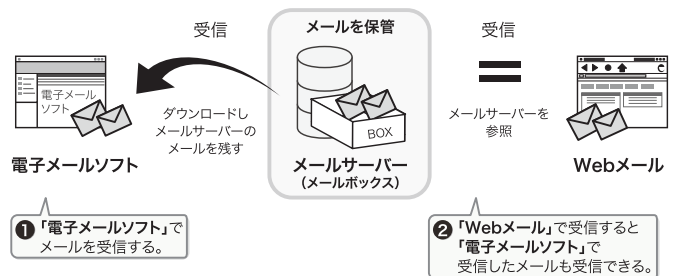 受信
メールを保管
受信
電子メール
ソフト
ダウンロードし
メールサーバーの
メールを残す
BOX
メールサーバーを
参照
電子メールソフト
メールサーバー
（メールボックス）
Webメール
❶「電子メールソフト」で
メールを受信する。
❷「Webメール」で受信すると
「電子メールソフト」で
受信したメールも受信できる。